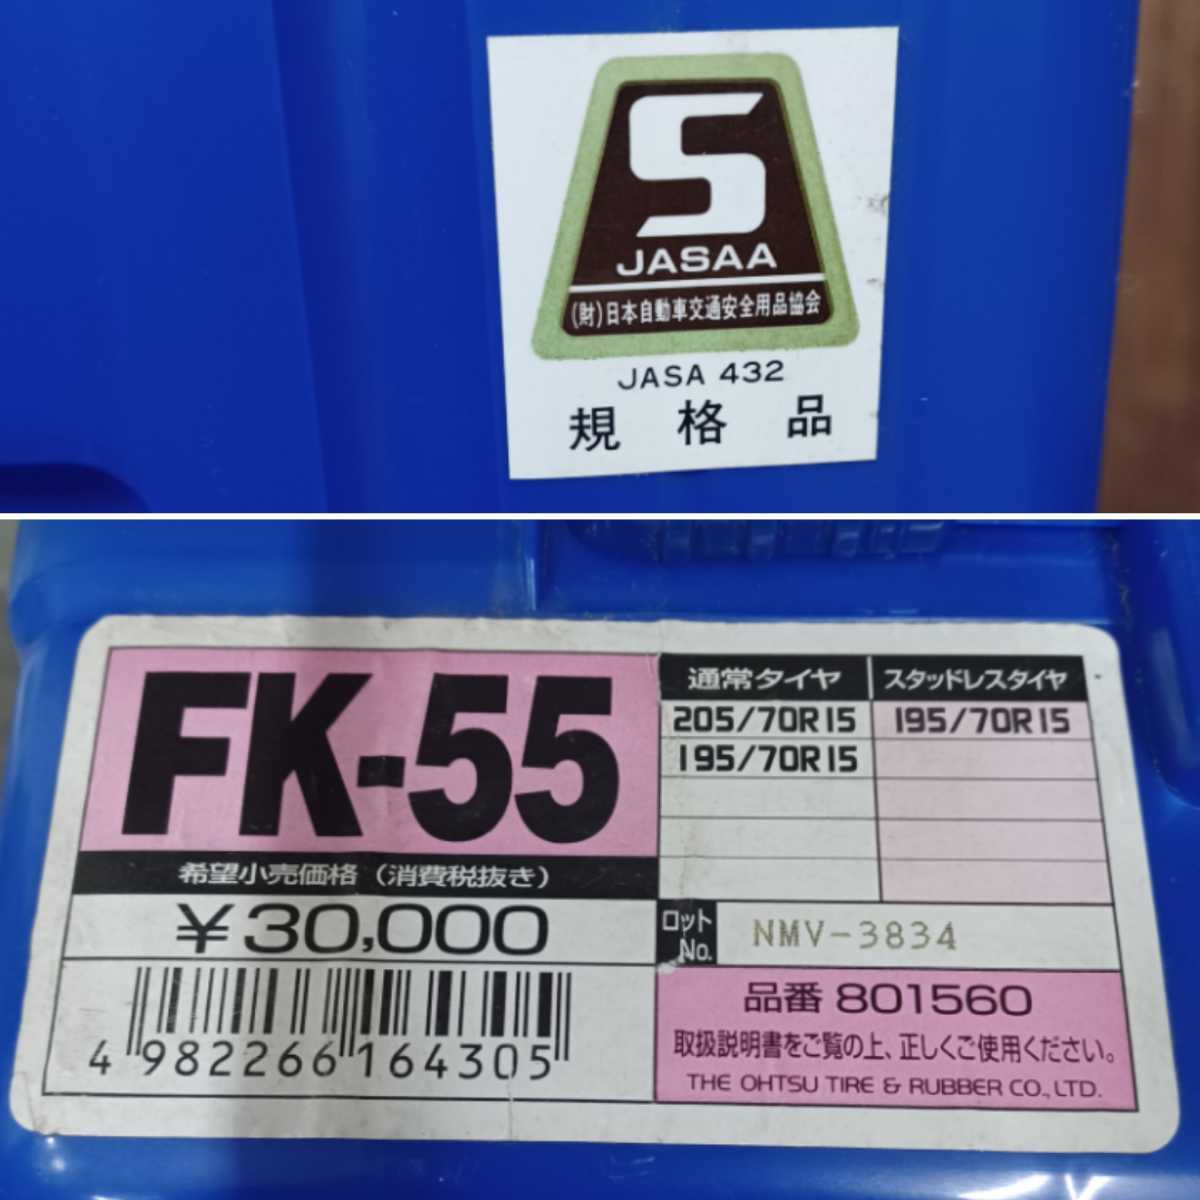 S
JASAA
(財)日本自動車交通安全用品協会
JASA 432
規格品
FK-55
希望小売価格(消費税抜き)
￥30,000
4 982266 164305
通常タイヤ スタッドレスタイヤ
205/70R15 195/70R15
195/70R15
ロット No. NMV-3834
品番 801560
取扱説明書をご覧の上、正しくご使用ください。
THE OHTSU TIRE & RUBBER CO., LTD.